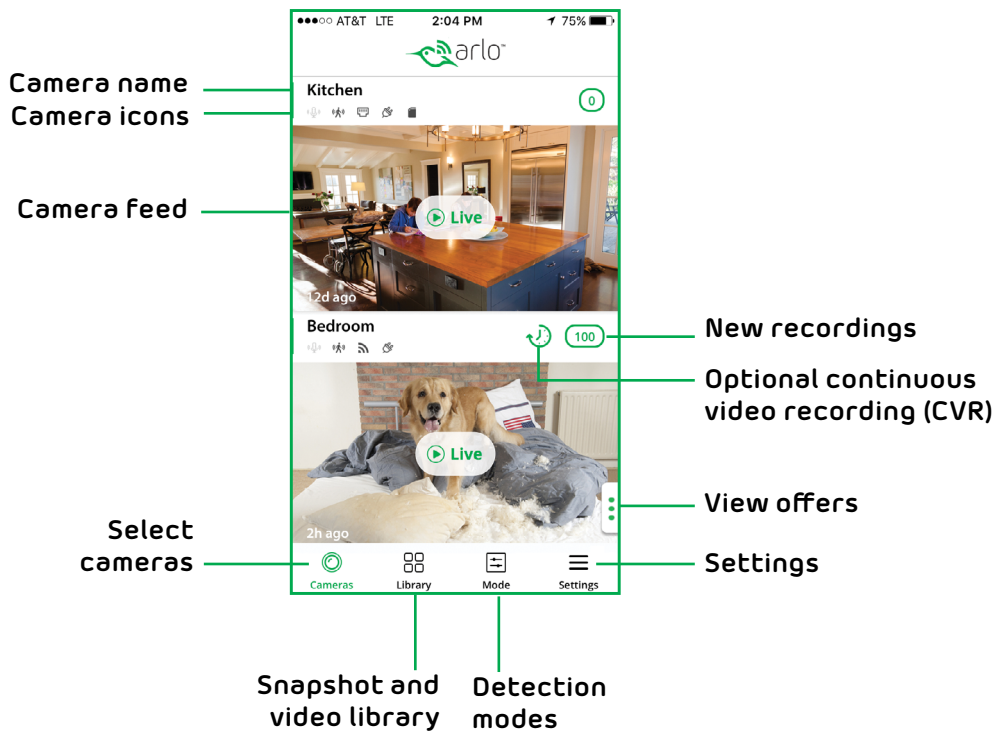 AT&T LTE 2:04 PM 75%
arlo™
Camera name
Kitchen
0
Camera icons
Camera feed
Live
12d ago
Bedroom
100
New recordings
Optional continuous
video recording (CVR)
Live
View offers
2h ago
Select
cameras
Settings
Cameras
Library
Mode
Settings
Snapshot and
video library
Detection
modes